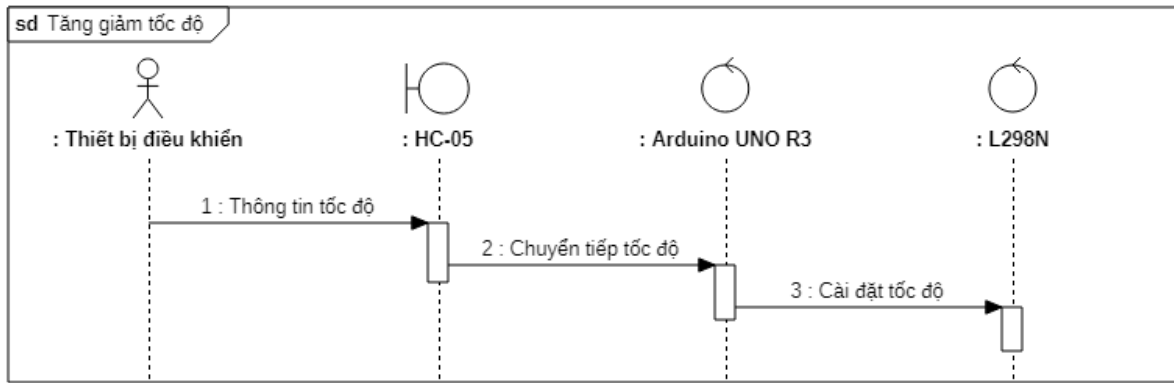 sd Tăng giảm tốc độ
: Thiết bị điều khiển
: HC-05
: Arduino UNO R3
: L298N
1 : Thông tin tốc độ
2 : Chuyển tiếp tốc độ
3 : Cài đặt tốc độ